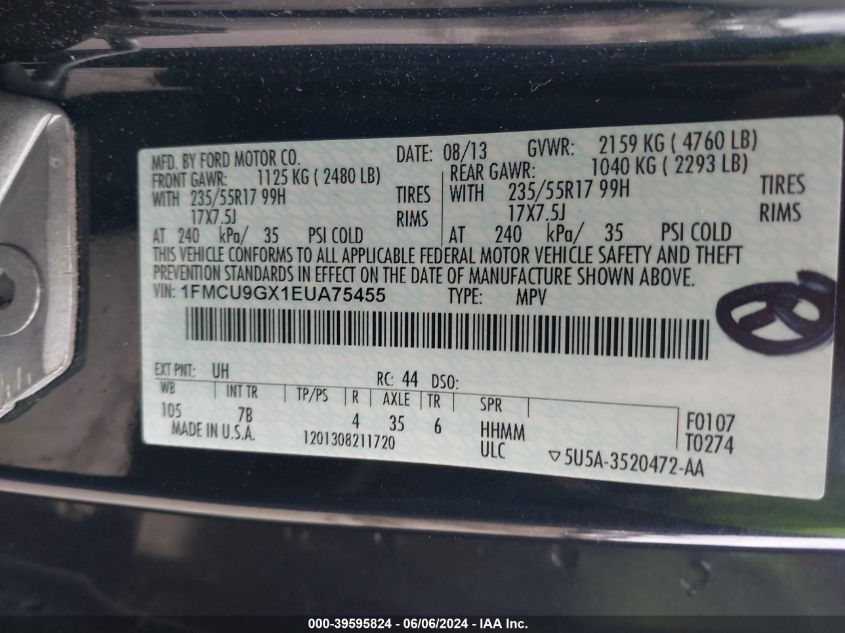 MFD. BY FORD MOTOR CO. DATE: 08/13 GVWR: 2159 KG ( 4760 LB)
FRONT GAWR: 1125 KG ( 2480 LB) REAR GAWR: 1040 KG ( 2293 LB)
WITH 235/55R17 99H TIRES WITH 235/55R17 99H TIRES
17X7.5J RIMS 17X7.5J RIMS
AT 240 kPa/ 35 PSI COLD AT 240 kPa/ 35 PSI COLD
THIS VEHICLE CONFORMS TO ALL APPLICABLE FEDERAL MOTOR VEHICLE SAFETY AND THEFT
PREVENTION STANDARDS IN EFFECT ON THE DATE OF MANUFACTURE SHOWN ABOVE.
VIN: 1FMCU9GX1EUA75455 TYPE: MPV
EXT PNT: UH RC: 44 DSO:
WB INT TR TP/PS R AXLE TR SPR
105 7B 4 35 6 HHMM F0107
MADE IN U.S.A. 1201308211720 ULC T0274
▽5U5A-3520472-AA
000-39595824 - 06/06/2024 - IAA Inc.